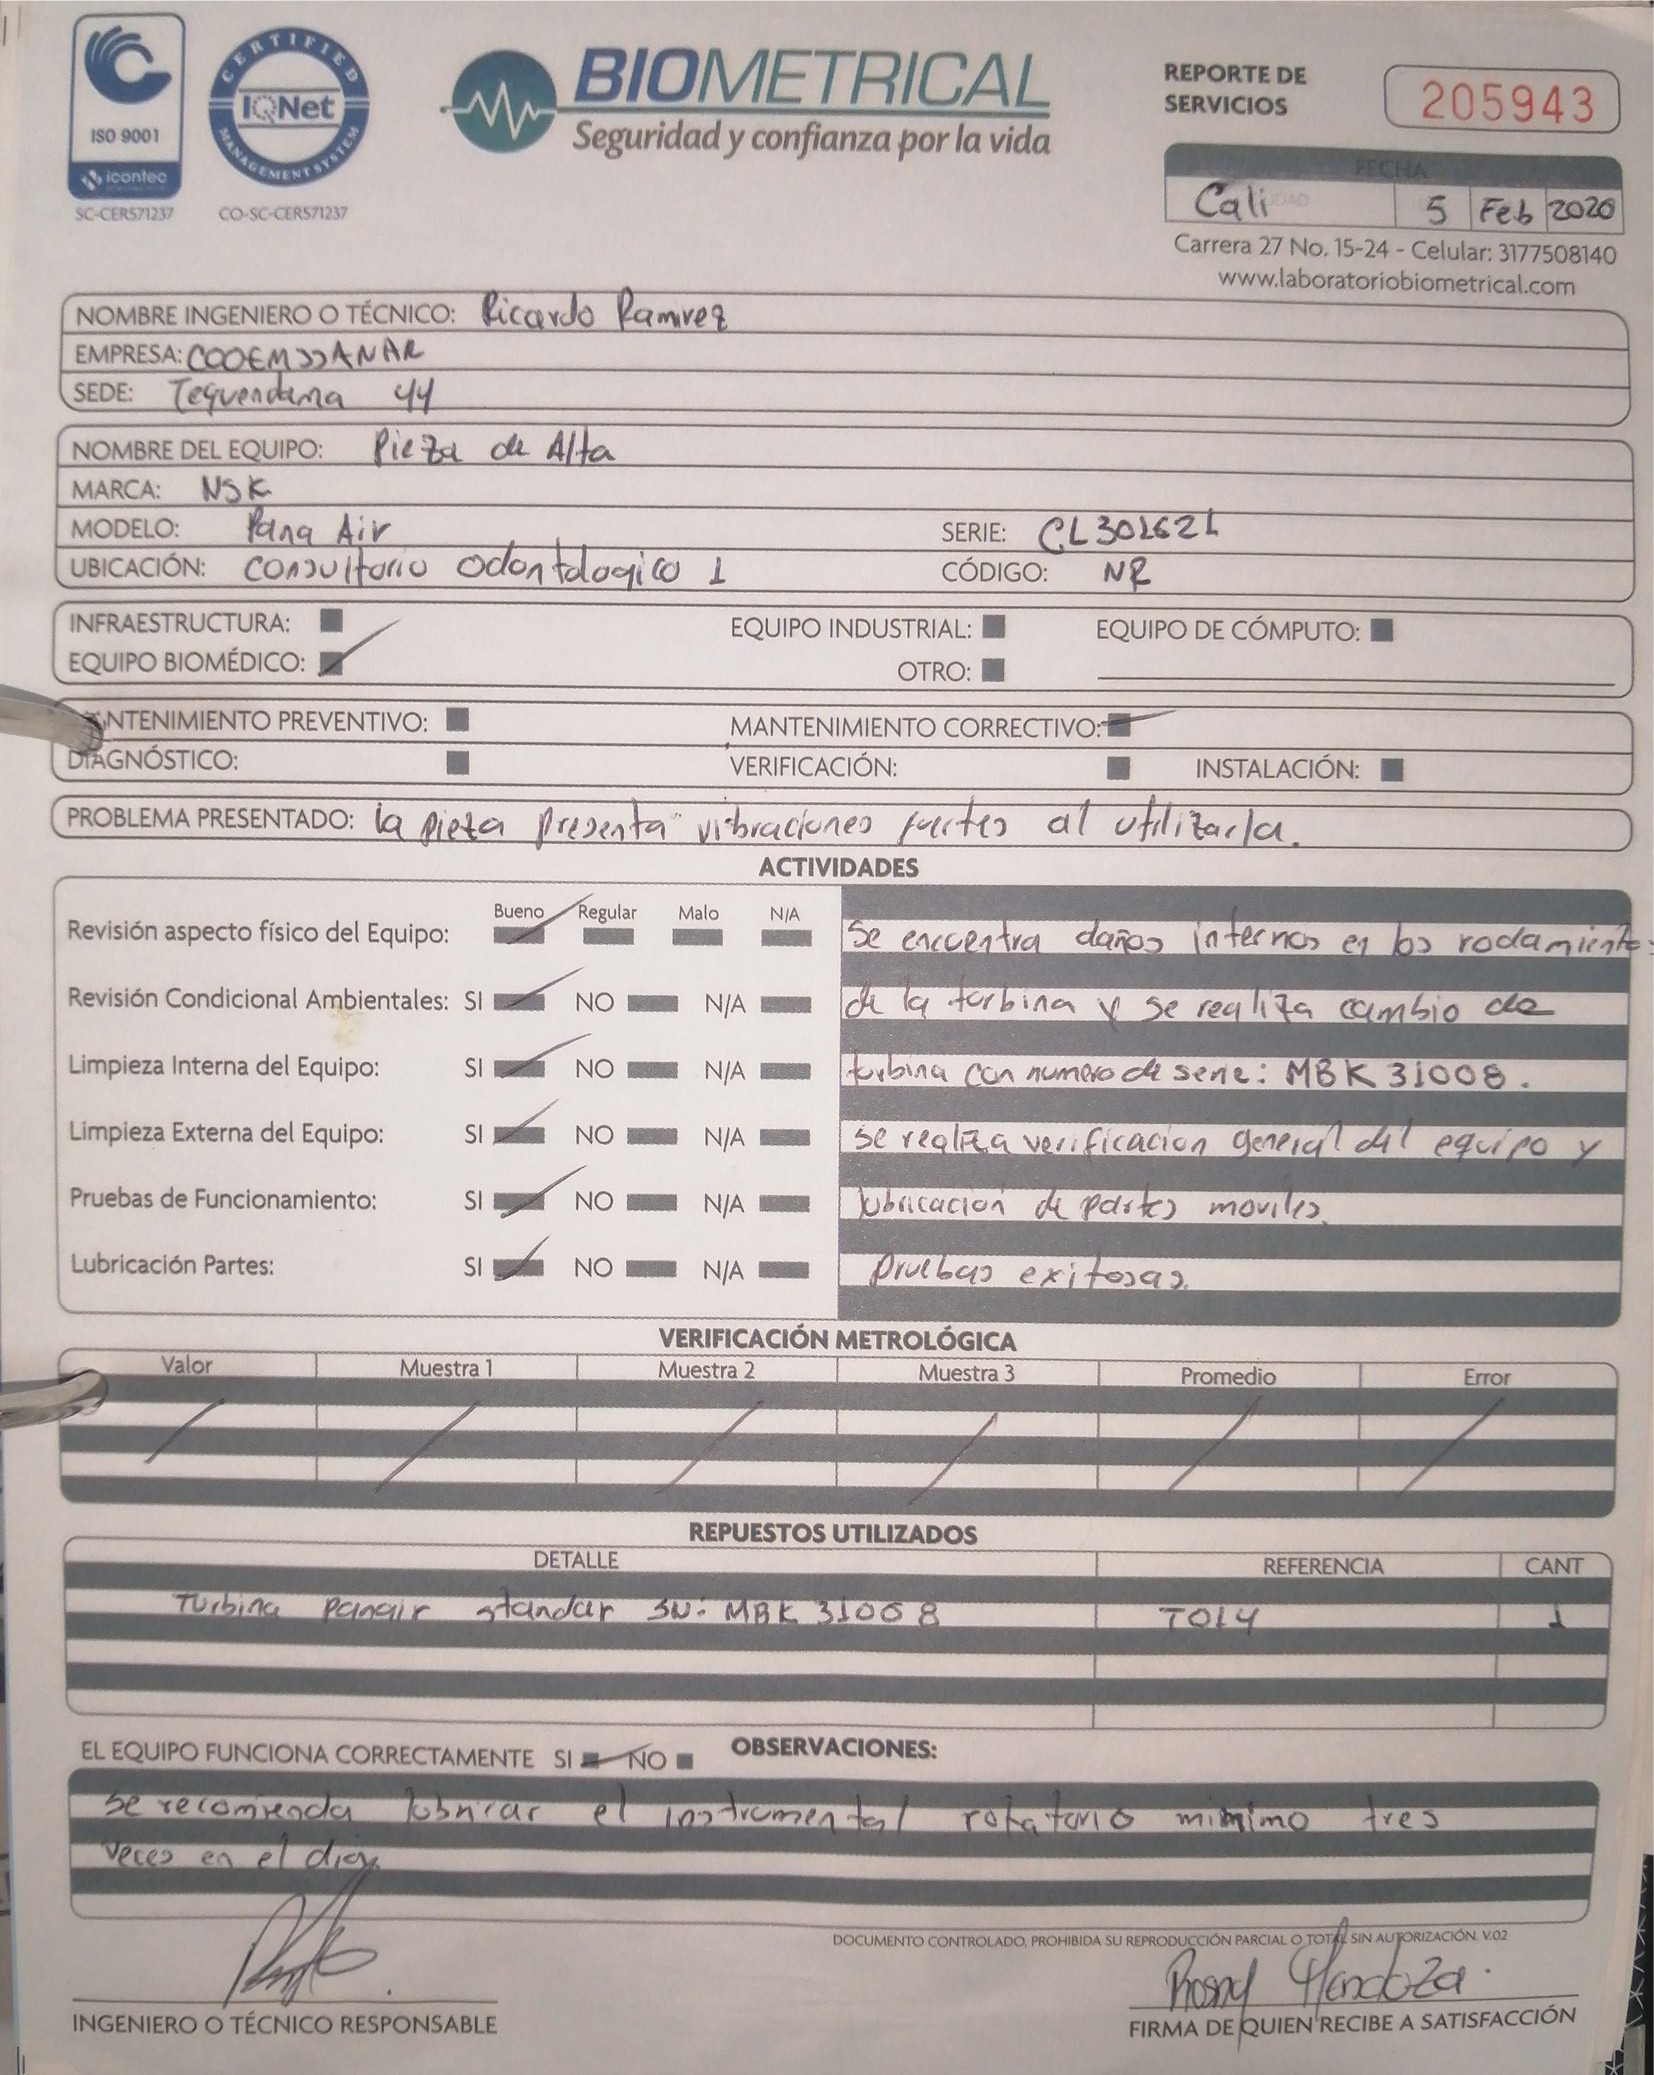 ISO 9001
icontec
SC-CER571237
CERTIFIED
IQNet
MANAGEMENT SYSTEM
CO-SC-CER571237
BIOMETRICAL
Seguridad y confianza por la vida
REPORTE DE
SERVICIOS
205943
FECHA
Cali 5 Feb 2020
Carrera 27 No. 15-24 - Celular: 3177508140
www.laboratoriobiometrical.com
NOMBRE INGENIERO O TÉCNICO: Ricardo Ramirez
EMPRESA: COOEMSSANAR
SEDE: Tequendama 44
NOMBRE DEL EQUIPO: Pieza de Alta
MARCA: NSK
MODELO: Pana Air SERIE: CL301621
UBICACIÓN: consultorio Odontologico 1 CÓDIGO: NR
INFRAESTRUCTURA: EQUIPO INDUSTRIAL: EQUIPO DE CÓMPUTO:
EQUIPO BIOMÉDICO: OTRO:
NTENIMIENTO PREVENTIVO: MANTENIMIENTO CORRECTIVO:
DIAGNÓSTICO: VERIFICACIÓN: INSTALACIÓN:
PROBLEMA PRESENTADO: la pieza presenta vibraciones fuertes al utilizarla.
ACTIVIDADES
Bueno Regular Malo N/A
Revisión aspecto físico del Equipo: Se encuentra daños internos en los rodamientos
Revisión Condicional Ambientales: SI NO N/A de la turbina y se realiza cambio de
Limpieza Interna del Equipo: SI NO N/A turbina con numero de serie: MBK 31008.
Limpieza Externa del Equipo: SI NO N/A se realiza verificacion general del equipo y
Pruebas de Funcionamiento: SI NO N/A lubricación de partes moviles.
Lubricación Partes: SI NO N/A Pruebas exitosas.
VERIFICACIÓN METROLÓGICA
Valor Muestra 1 Muestra 2 Muestra 3 Promedio Error
REPUESTOS UTILIZADOS
DETALLE REFERENCIA CANT
Turbina panair standar SN: MBK 31008 T014 1
EL EQUIPO FUNCIONA CORRECTAMENTE SI NO OBSERVACIONES:
se recomienda lubricar el instrumental rotatorio minimo tres
veces en el dia.
DOCUMENTO CONTROLADO, PROHIBIDA SU REPRODUCCIÓN PARCIAL O TOTAL SIN AUTORIZACIÓN. V.02
Mendoza.
INGENIERO O TÉCNICO RESPONSABLE
FIRMA DE QUIEN RECIBE A SATISFACCIÓN